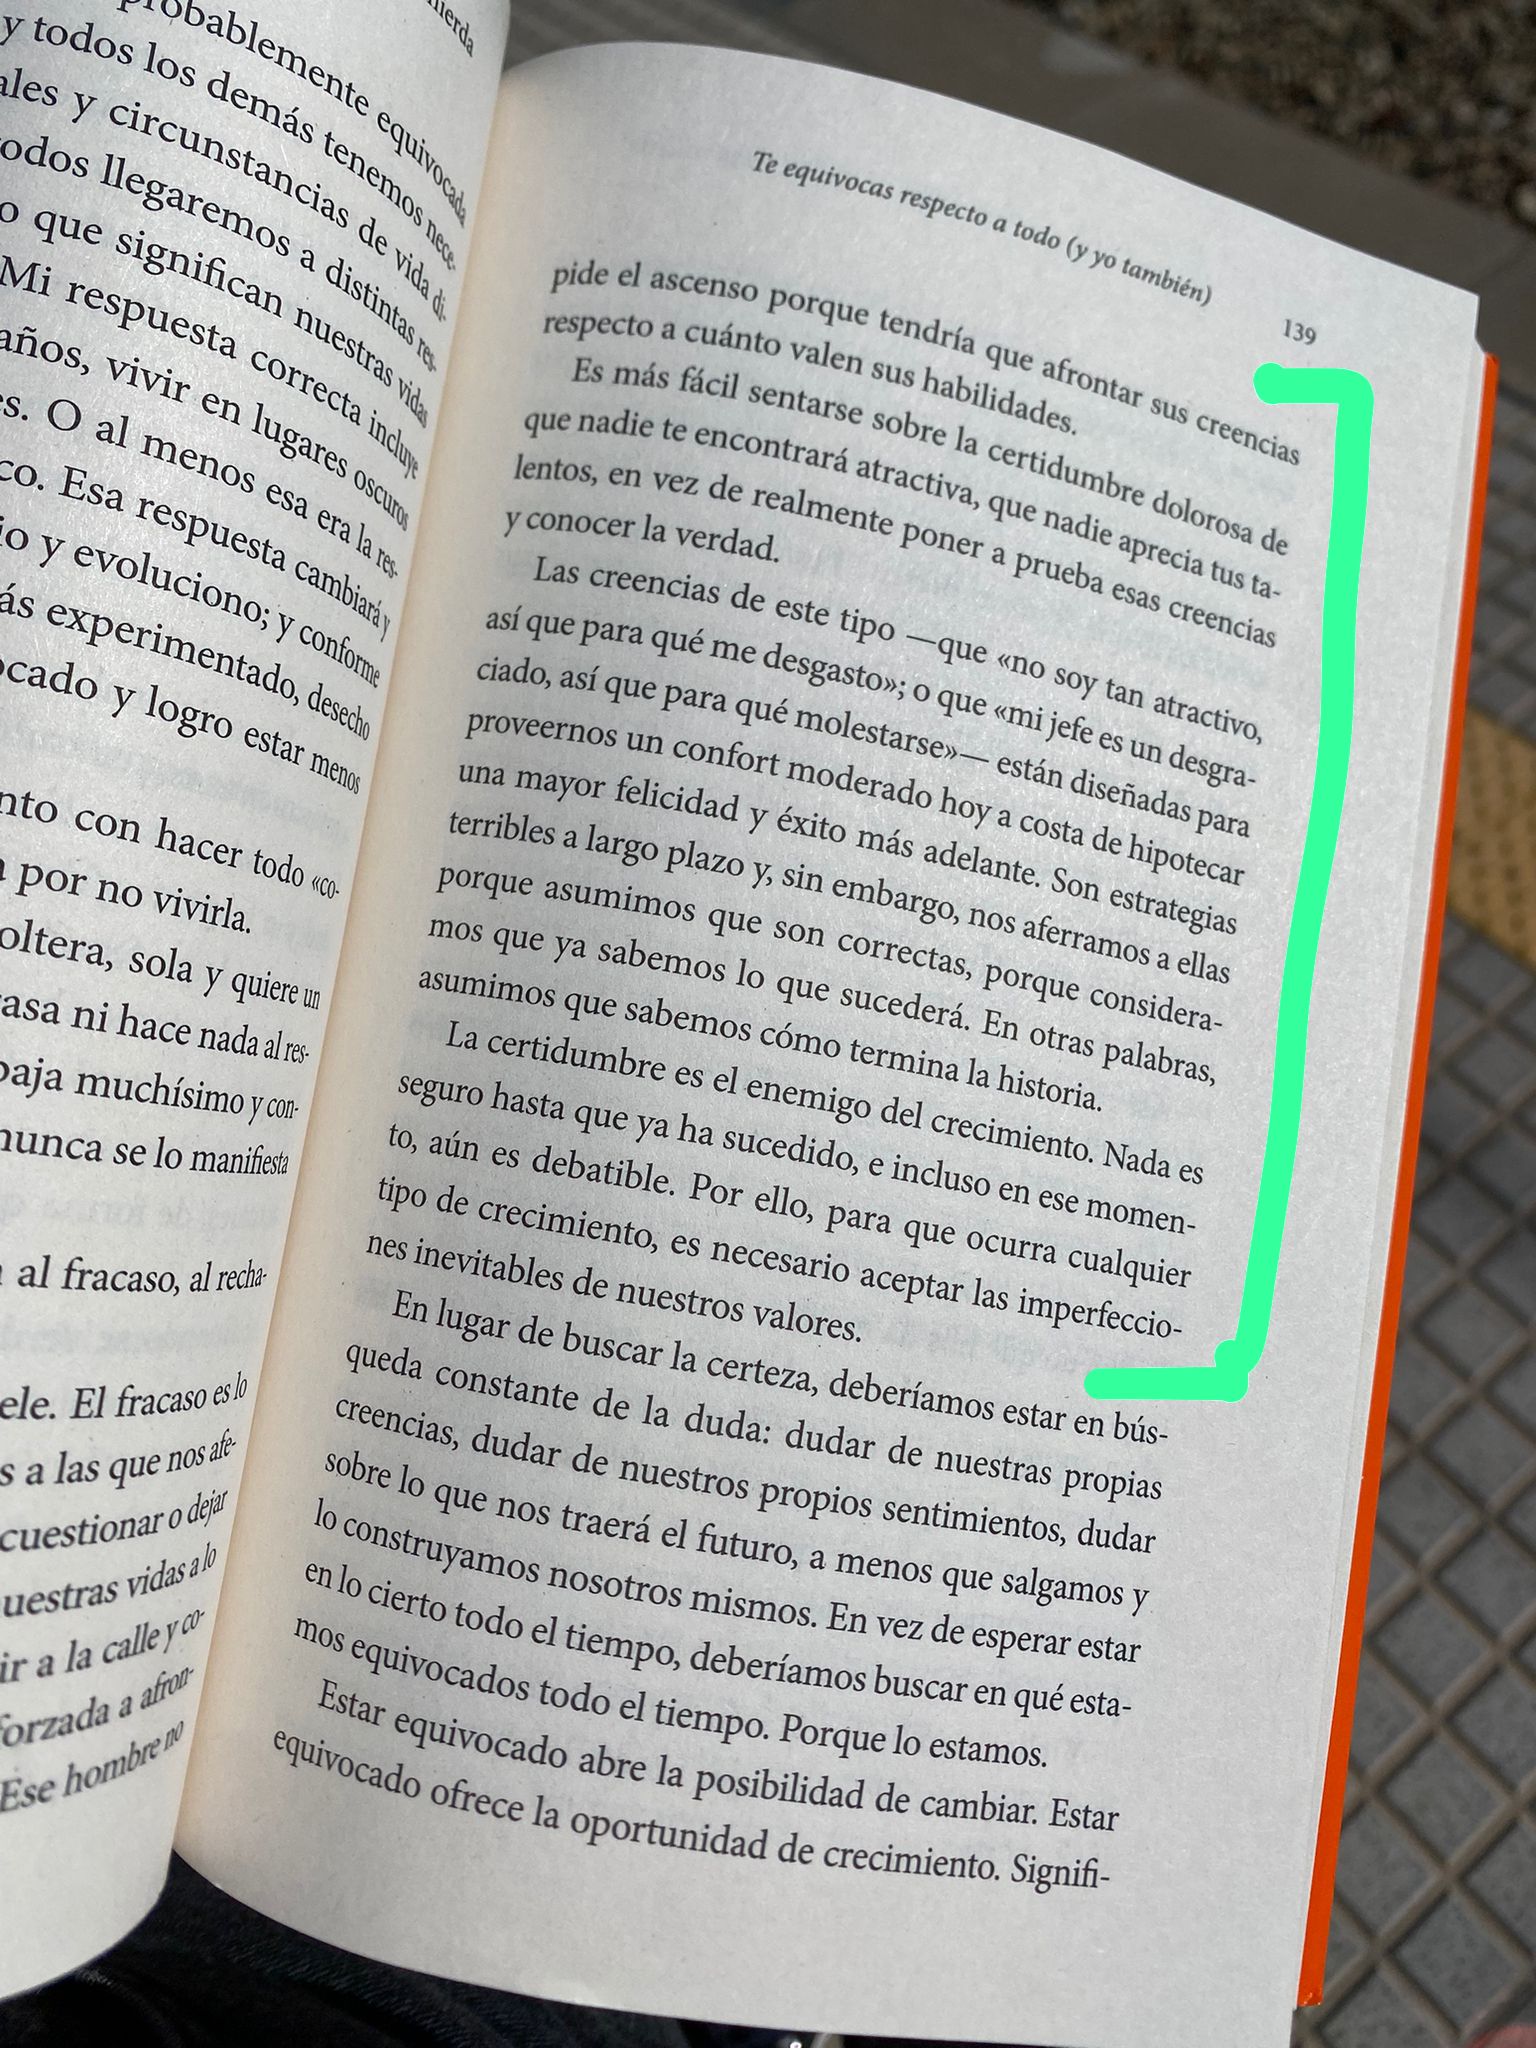 ierda
probablemente equivocada
y todos los demás tenemos nece-
ales y circunstancias de vida di-
odos llegaremos a distintas res-
o que significan nuestras vidas
Mi respuesta correcta incluye
años, vivir en lugares oscuros
es. O al menos esa era la res-
co. Esa respuesta cambiará y
io y evoluciono; y conforme
ás experimentado, desecho
ocado y logro estar menos
nto con hacer todo «co-
a por no vivirla.
oltera, sola y quiere un
asa ni hace nada al res-
baja muchísimo y con-
nunca se lo manifiesta
a al fracaso, al recha-
ele. El fracaso es lo
s a las que nos afe-
cuestionar o dejar
uestras vidas a lo
ir a la calle y co-
forzada a afron-
Ese hombre no
Te equivocas respecto a todo (y yo también)
139
pide el ascenso porque tendría que afrontar sus creencias
respecto a cuánto valen sus habilidades.
Es más fácil sentarse sobre la certidumbre dolorosa de
que nadie te encontrará atractiva, que nadie aprecia tus ta-
lentos, en vez de realmente poner a prueba esas creencias
y conocer la verdad.
Las creencias de este tipo —que «no soy tan atractivo,
así que para qué me desgasto»; o que «mi jefe es un desgra-
ciado, así que para qué molestarse»— están diseñadas para
proveernos un confort moderado hoy a costa de hipotecar
una mayor felicidad y éxito más adelante. Son estrategias
terribles a largo plazo y, sin embargo, nos aferramos a ellas
porque asumimos que son correctas, porque considera-
mos que ya sabemos lo que sucederá. En otras palabras,
asumimos que sabemos cómo termina la historia.
La certidumbre es el enemigo del crecimiento. Nada es
seguro hasta que ya ha sucedido, e incluso en ese momen-
to, aún es debatible. Por ello, para que ocurra cualquier
tipo de crecimiento, es necesario aceptar las imperfeccio-
nes inevitables de nuestros valores.
En lugar de buscar la certeza, deberíamos estar en bús-
queda constante de la duda: dudar de nuestras propias
creencias, dudar de nuestros propios sentimientos, dudar
sobre lo que nos traerá el futuro, a menos que salgamos y
lo construyamos nosotros mismos. En vez de esperar estar
en lo cierto todo el tiempo, deberíamos buscar en qué esta-
mos equivocados todo el tiempo. Porque lo estamos.
Estar equivocado abre la posibilidad de cambiar. Estar
equivocado ofrece la oportunidad de crecimiento. Signifi-